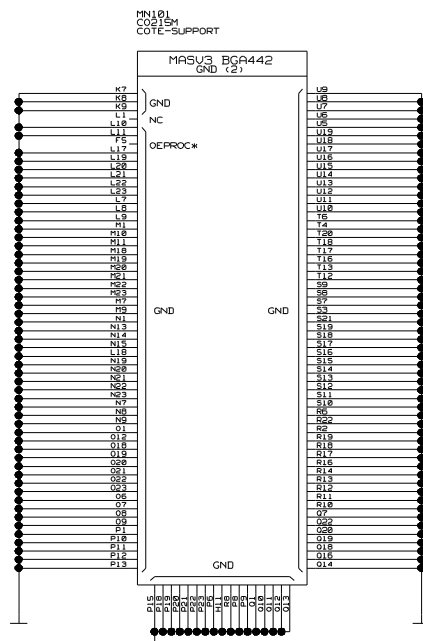 MN101
C0215M
COTE-SUPPORT
MASV3 BGA442
GND (2)
K7
K8
K9
L1
L10
L11
F5
L17
L19
L20
L21
L22
L23
L7
L8
L9
M1
M10
M11
M18
M19
M20
M21
M22
M23
M7
M9
N1
N13
N14
N15
L18
N19
N20
N21
N22
N23
N7
N8
N9
O1
O12
O18
O19
O20
O21
O22
O23
O6
O7
O8
O9
P1
P10
P11
P12
P13
GND
NC
OEPROC*
GND
GND
GND
U9
U8
U7
U6
U5
U19
U18
U17
U16
U15
U14
U13
U12
U11
U10
T6
T4
T20
T18
T17
T16
T13
T12
S9
S8
S7
S3
S21
S19
S18
S17
S16
S15
S14
S13
S12
S11
S10
R6
R22
R2
R19
R18
R17
R16
R14
R13
R12
R11
R10
Q7
Q22
Q20
Q19
Q18
Q16
Q14
P15
P18
P19
P20
P21
P22
P23
P6
H11
R8
P8
P9
Q1
Q10
Q11
Q12
Q13